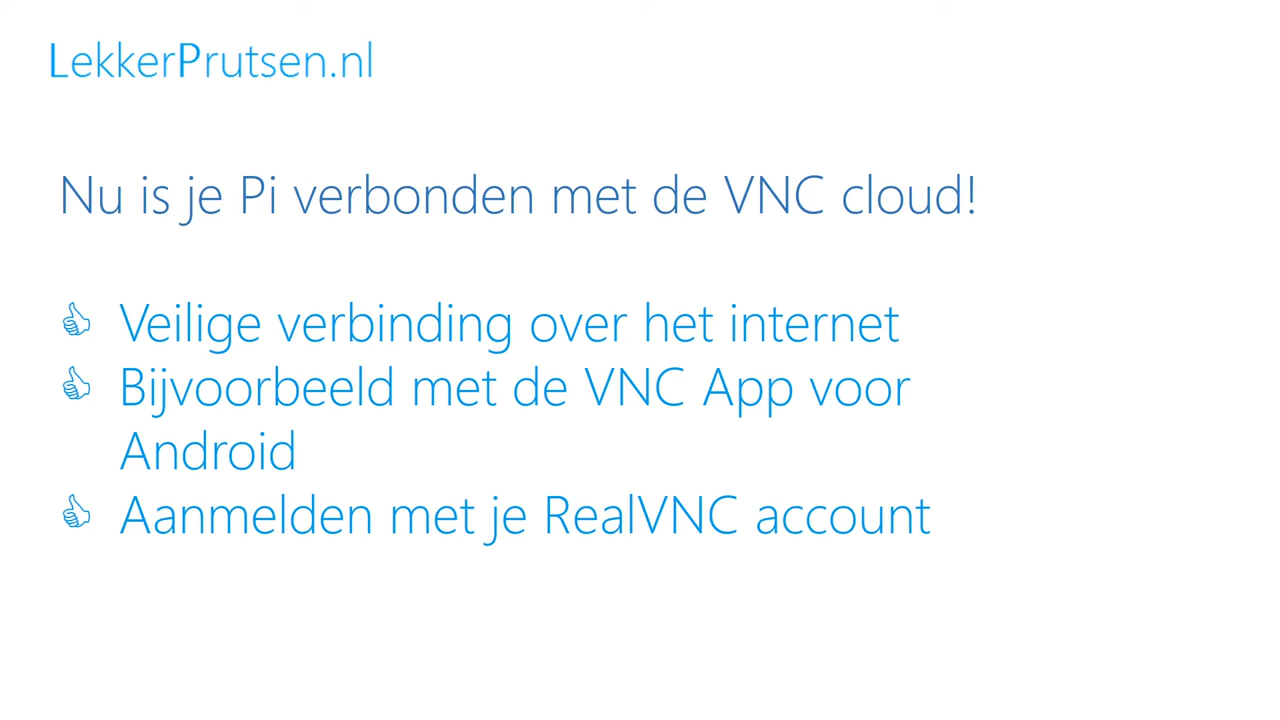 LekkerPrutsen.nl
Nu is je Pi verbonden met de VNC cloud!
Veilige verbinding over het internet
Bijvoorbeeld met de VNC App voor
Android
Aanmelden met je RealVNC account